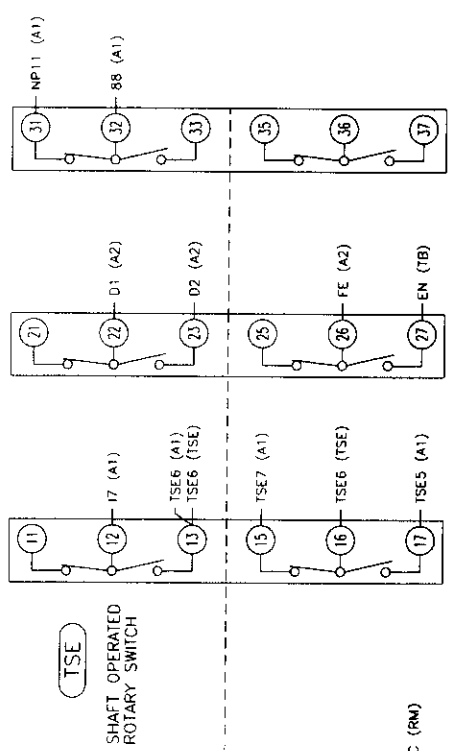 TSE
SHAFT OPERATED
ROTARY SWITCH
11
12
17 (A1)
13
TSE6 (A1)
TSE6 (TSE)
15
TSE7 (A1)
16
TSE6 (TSE)
17
TSE5 (A1)
21
22
D1 (A2)
23
D2 (A2)
25
26
FE (A2)
27
EN (TB)
31
NP11 (A1)
32
88 (A1)
33
35
36
37
C (RM)